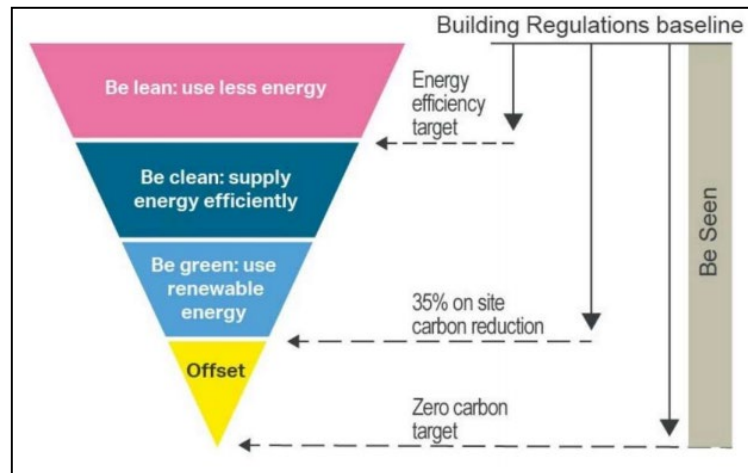 Building Regulations baseline
Be lean: use less energy
Energy
efficiency
target
Be clean: supply
energy efficiently
Be green: use
renewable
energy
35% on site
carbon reduction
Offset
Zero carbon
target
Be Seen